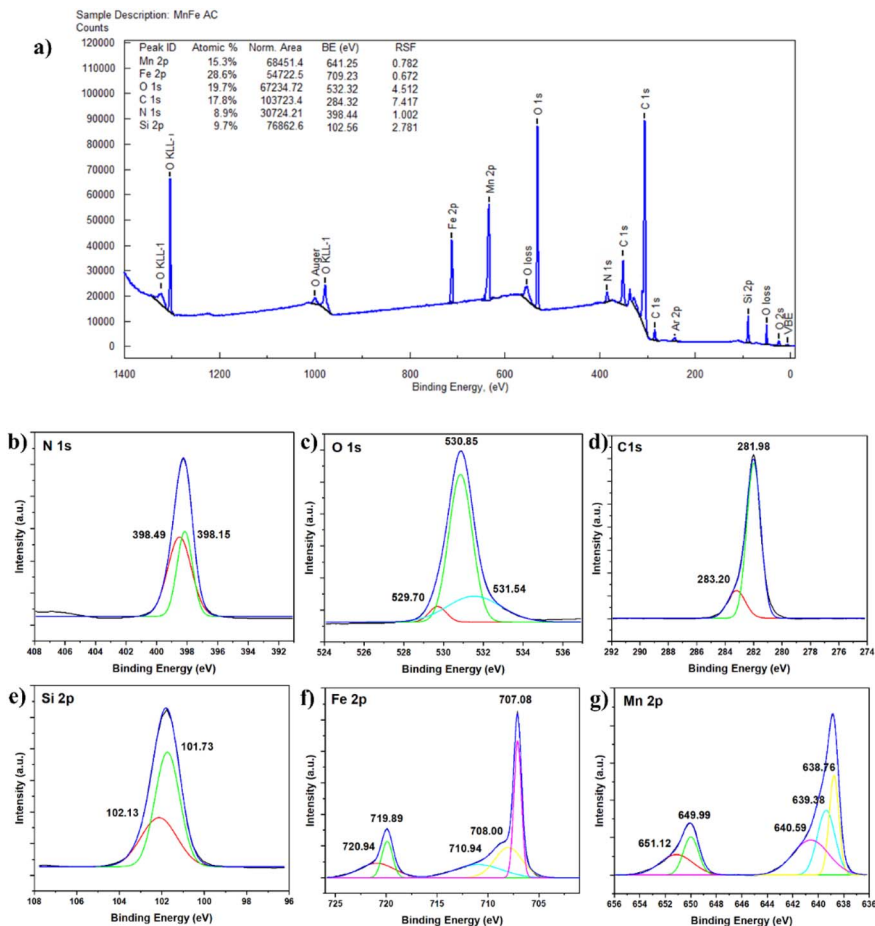 Sample Description: MnFe AC
Counts
a)
Peak ID Atomic % Norm. Area BE (eV) RSF
Mn 2p 15.3% 68451.4 641.25 0.782
Fe 2p 28.6% 54722.5 709.23 0.672
O 1s 19.7% 67234.72 532.32 4.512
C 1s 17.8% 103723.4 284.32 7.417
N 1s 8.9% 30724.21 398.44 1.002
Si 2p 9.7% 76862.6 102.56 2.781
120000
110000
100000
90000
80000
70000
60000
50000
40000
30000
20000
10000
0
O KLL-1
O KLL-1
O Auger
O KLL-1
Fe 2p
Mn 2p
O loss
O 1s
N 1s
C 1s
C 1s
C 1s
Ar 2p
Si 2p
O loss
O 2s
VBE
1400 1200 1000 800 600 400 200 0
Binding Energy, (eV)
b) N 1s
398.49 398.15
Intensity (a.u.)
408 406 404 402 400 398 396 394 392
Binding Energy (eV)
c) O 1s
530.85
529.70 531.54
Intensity (a.u.)
524 526 528 530 532 534 536
Binding Energy (eV)
d) C1s
281.98
283.20
Intensity (a.u.)
292 290 288 286 284 282 280 278 276 274
Binding Energy (eV)
e) Si 2p
101.73
102.13
Intensity (a.u.)
108 106 104 102 100 98 96
Binding Energy (eV)
f) Fe 2p
707.08
719.89
720.94 708.00
710.94
Intensity (a.u.)
725 720 715 710 705
Binding Energy (eV)
g) Mn 2p
638.76
639.38
640.59
649.99
651.12
Intensity (a.u.)
656 654 652 650 648 646 644 642 640 638 636
Binding Energy (eV)